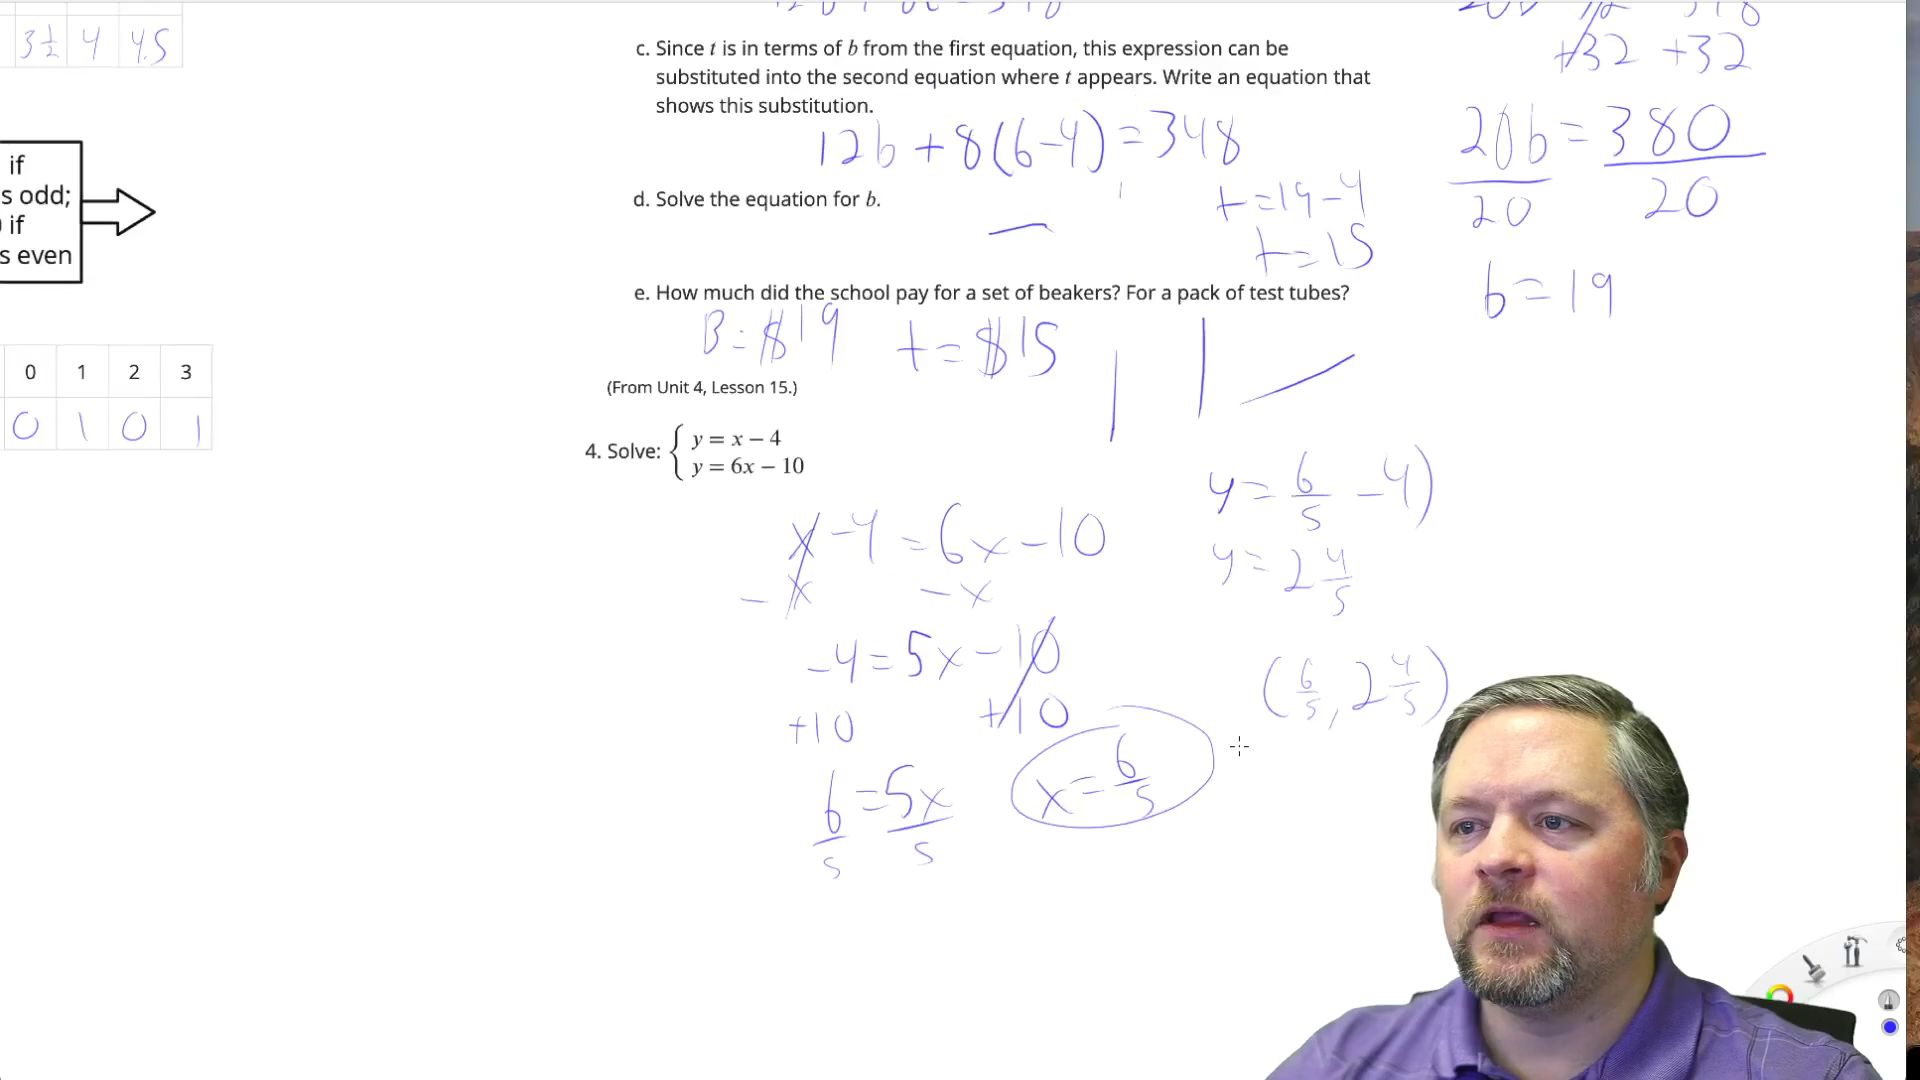 3 1/2 4 4.5
if
s odd;
if
s even
0 1 2 3
0 1 0 1
c. Since t is in terms of b from the first equation, this expression can be
substituted into the second equation where t appears. Write an equation that
shows this substitution.
12b + 8(b-4) = 348
d. Solve the equation for b.
t = 19 - 4
t = 15
e. How much did the school pay for a set of beakers? For a pack of test tubes?
B = $19 t = $15
(From Unit 4, Lesson 15.)
+32 +32
20b = 380
20 20
b = 19
4. Solve: { y = x − 4
y = 6x − 10
x - 4 = 6x - 10
- x - x
-4 = 5x - 10
+10 +10
6 = 5x
5 5
x = 6/5
y = 6/5 - 4)
y = 2 4/5
(6/5, 2 4/5)